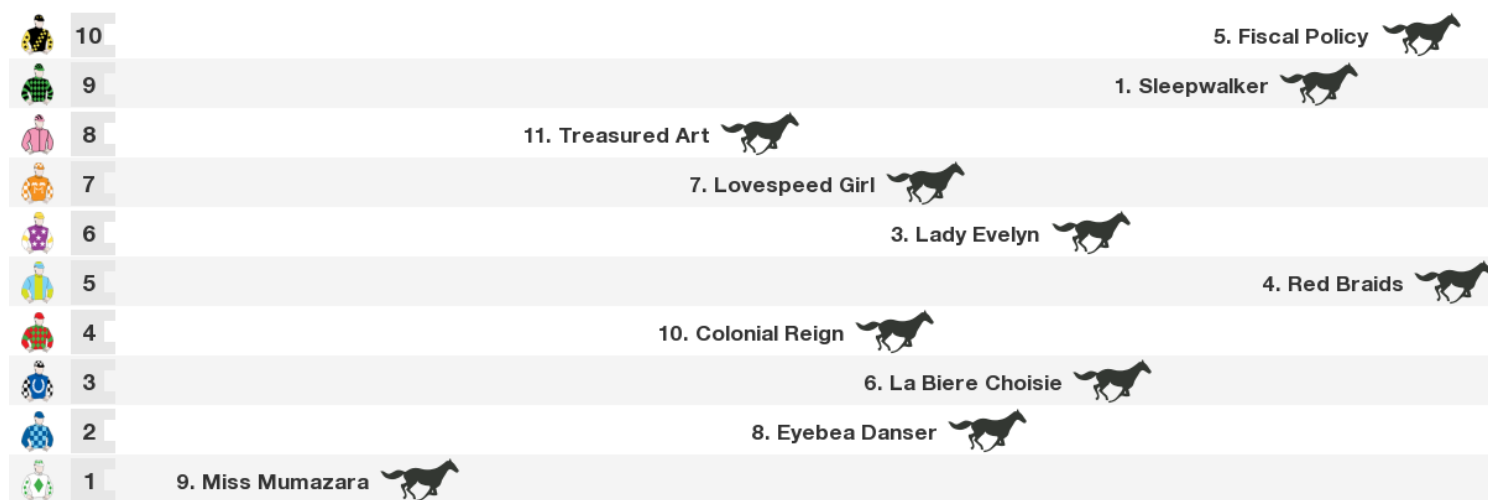 10 5. Fiscal Policy
9 1. Sleepwalker
8 11. Treasured Art
7 7. Lovespeed Girl
6 3. Lady Evelyn
5 4. Red Braids
4 10. Colonial Reign
3 6. La Biere Choisie
2 8. Eyebea Danser
1 9. Miss Mumazara